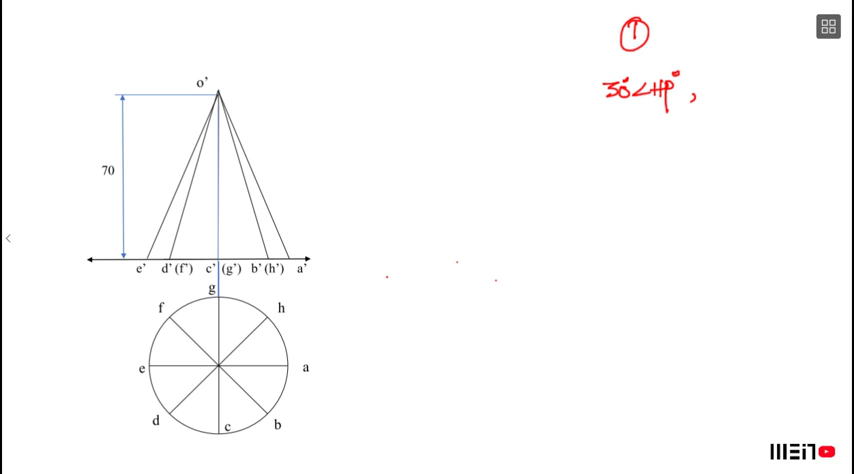 ①
30°∠HP°,
o'
70
e' d'(f') c'(g') b'(h') a'
g
f h
e a
d b
c